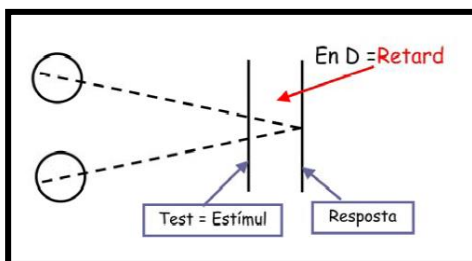 En D =Retard
Test = Estímul
Resposta